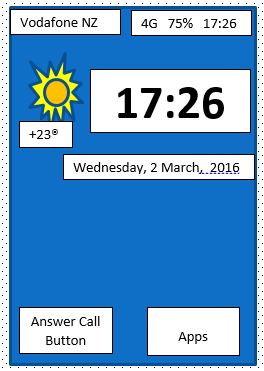 Vodafone NZ
4G 75% 17:26
17:26
+23®
Wednesday, 2 March, 2016
Answer Call
Button
Apps